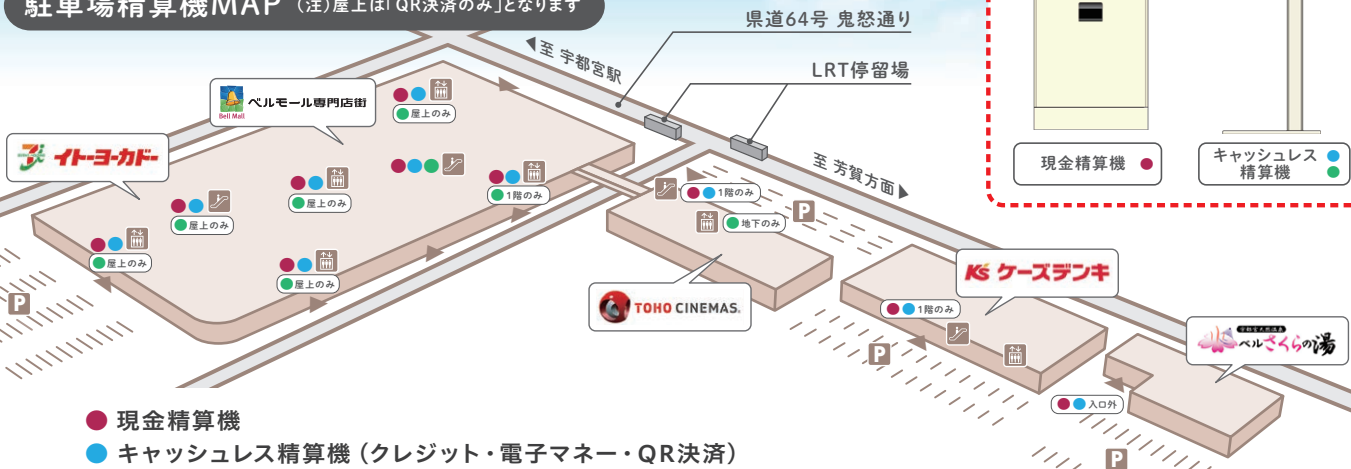 駐車場精算機MAP (注)屋上は「QR決済のみ」となります
県道64号 鬼怒通り
◀至 宇都宮駅
LRT停留場
至 芳賀方面▶
ベルモール専門店街
Bell Mall
イトーヨーカドー
屋上のみ
屋上のみ
屋上のみ
屋上のみ
屋上のみ
1階のみ
1階のみ
地下のみ
P
P
P
P
TOHO CINEMAS.
K's ケーズデンキ
1階のみ
宇都宮天然温泉
ベルさくらの湯
入口外
現金精算機
キャッシュレス
精算機
現金精算機
キャッシュレス精算機(クレジット・電子マネー・QR決済)